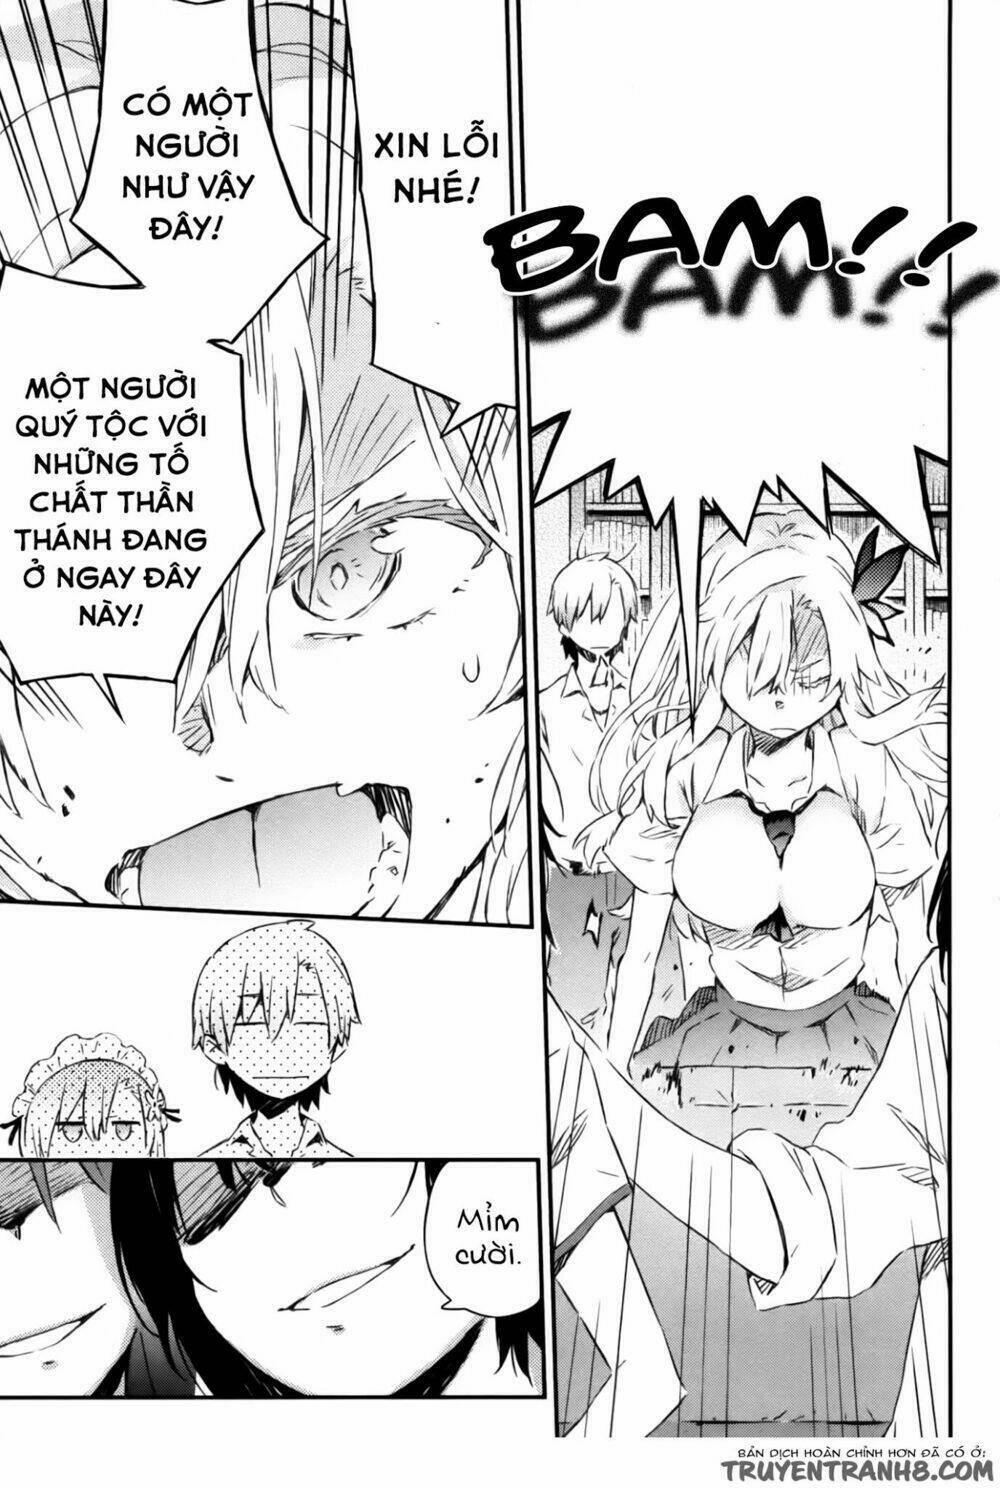 BAM!!
XIN LỖI
NHÉ!
CÓ MỘT
NGƯỜI
NHƯ VẬY
ĐÂY!
MỘT NGƯỜI
QUÝ TỘC VỚI
NHỮNG TỐ
CHẤT THẦN
THÁNH ĐANG
Ở NGAY ĐÂY
NÀY!
Mỉm
cười.
BẢN DỊCH HOÀN CHỈNH HƠN ĐÃ CÓ Ở:
TRUYENTRANH8.COM